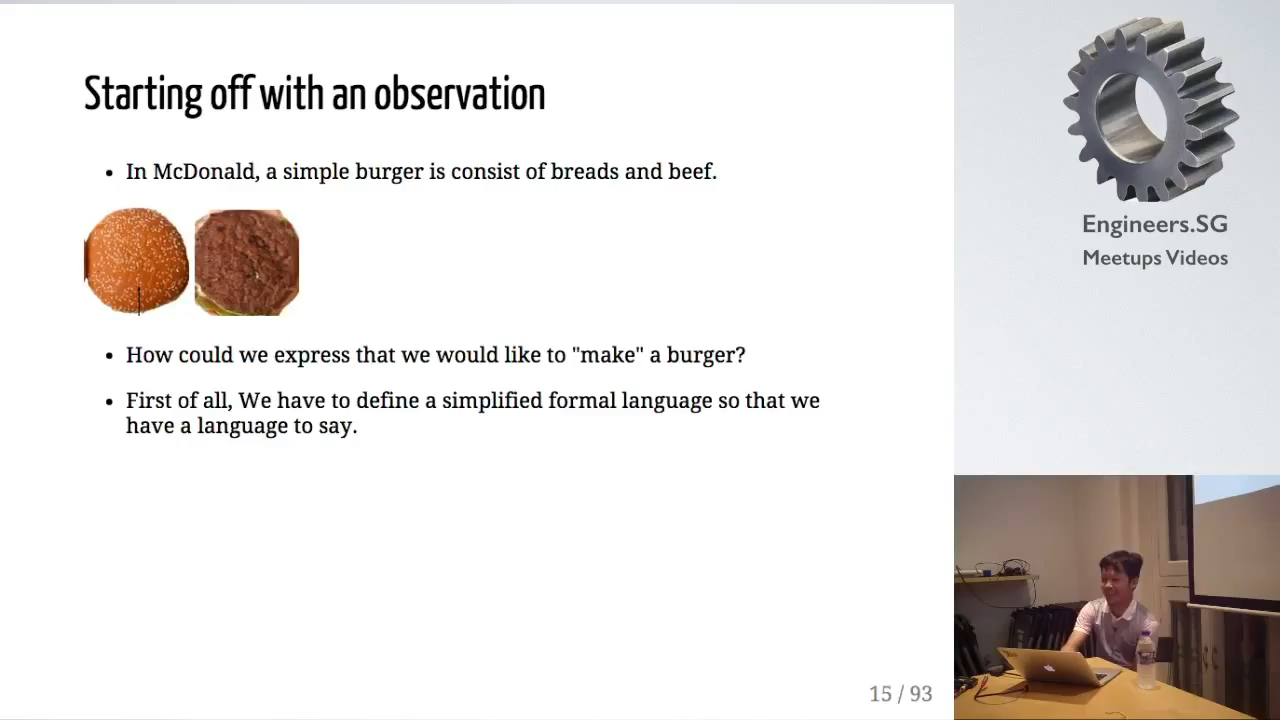 Starting off with an observation
In McDonald, a simple burger is consist of breads and beef.
How could we express that we would like to "make" a burger?
First of all, We have to define a simplified formal language so that we
have a language to say.
15 / 93
Engineers.SG
Meetups Videos